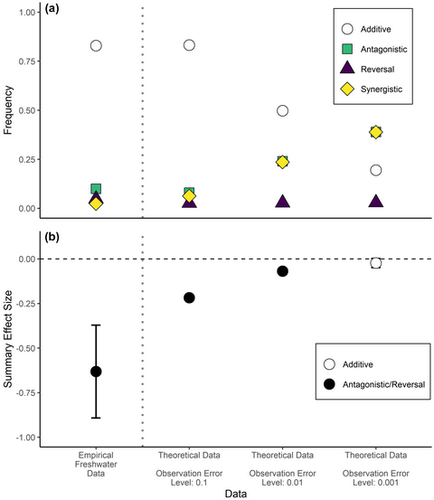 (a)
Frequency
1.00
0.75
0.50
0.25
0.00
Additive
Antagonistic
Reversal
Synergistic
(b)
Summary Effect Size
0.00
-0.25
-0.50
-0.75
-1.00
Additive
Antagonistic/Reversal
Empirical
Freshwater
Data
Theoretical Data
Observation Error
Level: 0.1
Theoretical Data
Observation Error
Level: 0.01
Theoretical Data
Observation Error
Level: 0.001
Data